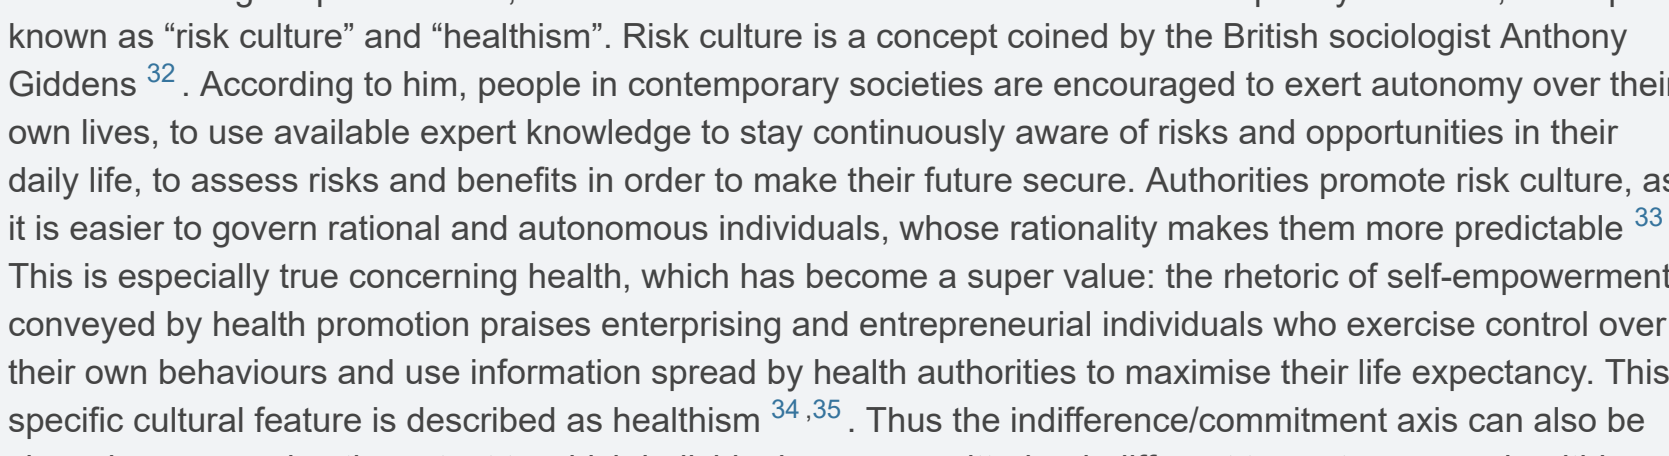 known as “risk culture” and “healthism”. Risk culture is a concept coined by the British sociologist Anthony
Giddens 32 . According to him, people in contemporary societies are encouraged to exert autonomy over their
own lives, to use available expert knowledge to stay continuously aware of risks and opportunities in their
daily life, to assess risks and benefits in order to make their future secure. Authorities promote risk culture, as
it is easier to govern rational and autonomous individuals, whose rationality makes them more predictable 33
This is especially true concerning health, which has become a super value: the rhetoric of self-empowerment
conveyed by health promotion praises enterprising and entrepreneurial individuals who exercise control over
their own behaviours and use information spread by health authorities to maximise their life expectancy. This
specific cultural feature is described as healthism 34 ,35 . Thus the indifference/commitment axis can also be